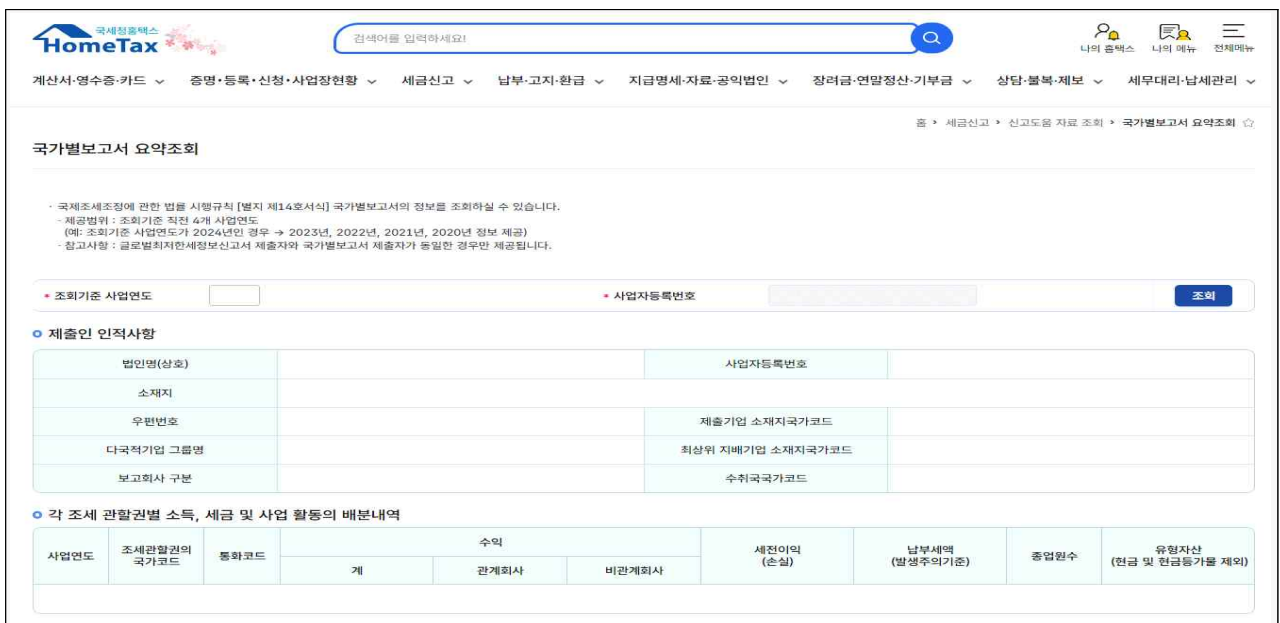 국세청홈택스
HomeTax
검색어를 입력하세요!
나의 홈택스 나의 메뉴 전체메뉴
계산서·영수증·카드 증명·등록·신청·사업장현황 세금신고 납부·고지·환급 지급명세·자료·공익법인 장려금·연말정산·기부금 상담·불복·제보 세무대리·납세관리
홈 > 세금신고 > 신고도움 자료 조회 > 국가별보고서 요약조회
국가별보고서 요약조회
· 국제조세조정에 관한 법률 시행규칙 [별지 제14호서식] 국가별보고서의 정보를 조회하실 수 있습니다.
- 제공범위 : 조회기준 직전 4개 사업연도
(예: 조회기준 사업연도가 2024년인 경우 → 2023년, 2022년, 2021년, 2020년 정보 제공)
- 참고사항 : 글로벌최저한세정보신고서 제출자와 국가별보고서 제출자가 동일한 경우만 제공됩니다.
* 조회기준 사업연도 * 사업자등록번호 조회
제출인 인적사항
법인명(상호) 사업자등록번호
소재지
우편번호 제출기업 소재지국가코드
다국적기업 그룹명 최상위 지배기업 소재지국가코드
보고회사 구분 수취국국가코드
각 조세 관할권별 소득, 세금 및 사업 활동의 배분내역
사업연도 조세관할권의 국가코드 통화코드 수익 세전이익 (손실) 납부세액 (발생주의기준) 종업원수 유형자산 (현금 및 현금등가물 제외)
계 관계회사 비관계회사